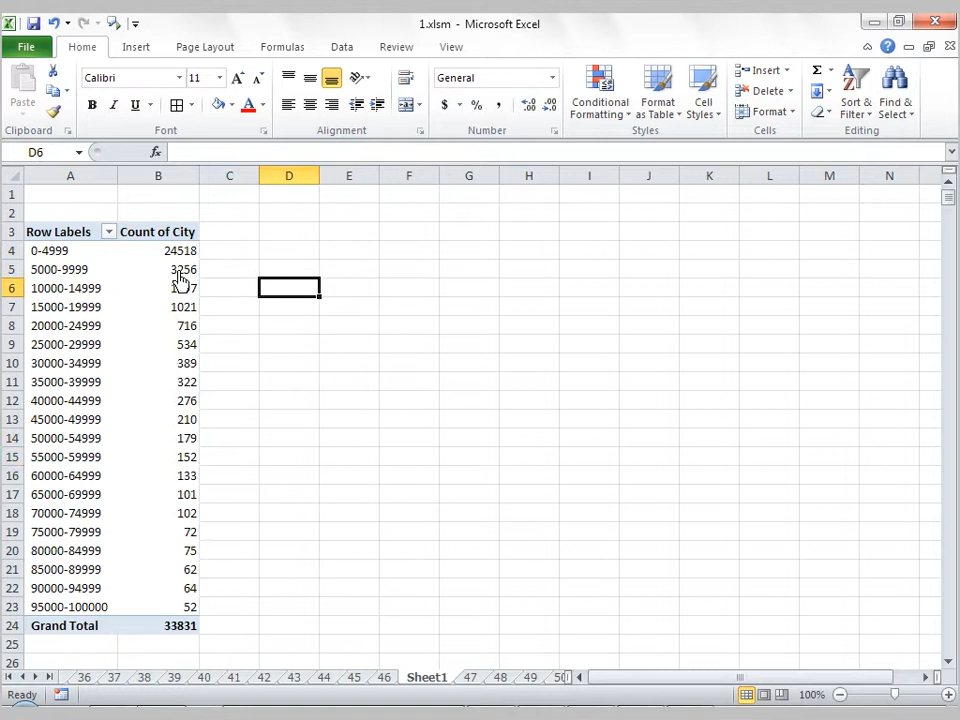 1.xlsm - Microsoft Excel
File Home Insert Page Layout Formulas Data Review View
Paste
Calibri 11
General
Conditional Formatting
Format as Table
Cell Styles
Insert
Delete
Format
Sort & Filter
Find & Select
Clipboard Font Alignment Number Styles Cells Editing
D6 fx
A B C D E F G H I J K L M N
1
2
3 Row Labels Count of City
4 0-4999 24518
5 5000-9999 3256
6 10000-14999
7 15000-19999 1021
8 20000-24999 716
9 25000-29999 534
10 30000-34999 389
11 35000-39999 322
12 40000-44999 276
13 45000-49999 210
14 50000-54999 179
15 55000-59999 152
16 60000-64999 133
17 65000-69999 101
18 70000-74999 102
19 75000-79999 72
20 80000-84999 75
21 85000-89999 62
22 90000-94999 64
23 95000-100000 52
24 Grand Total 33831
25
26
36 37 38 39 40 41 42 43 44 45 46 Sheet1 47 48 49
Ready 100%